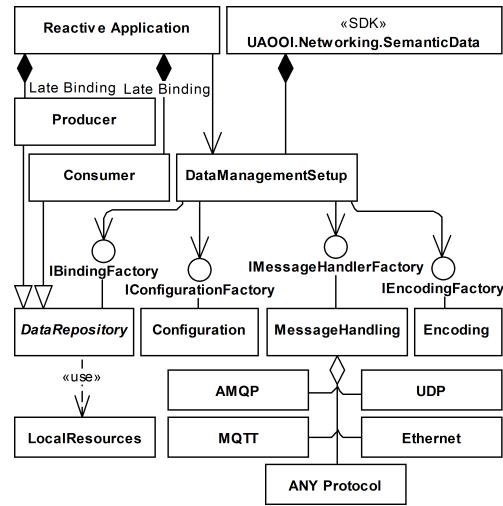 Reactive Application
«SDK»
UAOOI.Networking.SemanticData
Late Binding
Late Binding
Producer
Consumer
DataManagementSetup
IBindingFactory
IConfigurationFactory
IMessageHandlerFactory
IEncodingFactory
DataRepository
Configuration
MessageHandling
Encoding
«use»
AMQP
UDP
LocalResources
MQTT
Ethernet
ANY Protocol